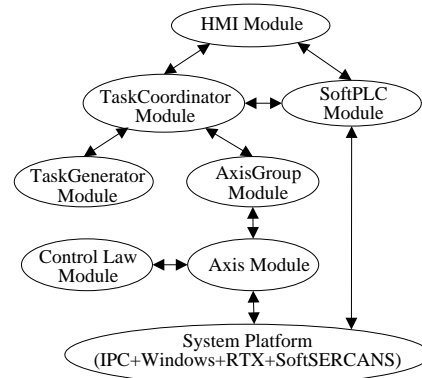 HMI Module
TaskCoordinator
Module
SoftPLC
Module
TaskGenerator
Module
AxisGroup
Module
Control Law
Module
Axis Module
System Platform
(IPC+Windows+RTX+SoftSERCANS)